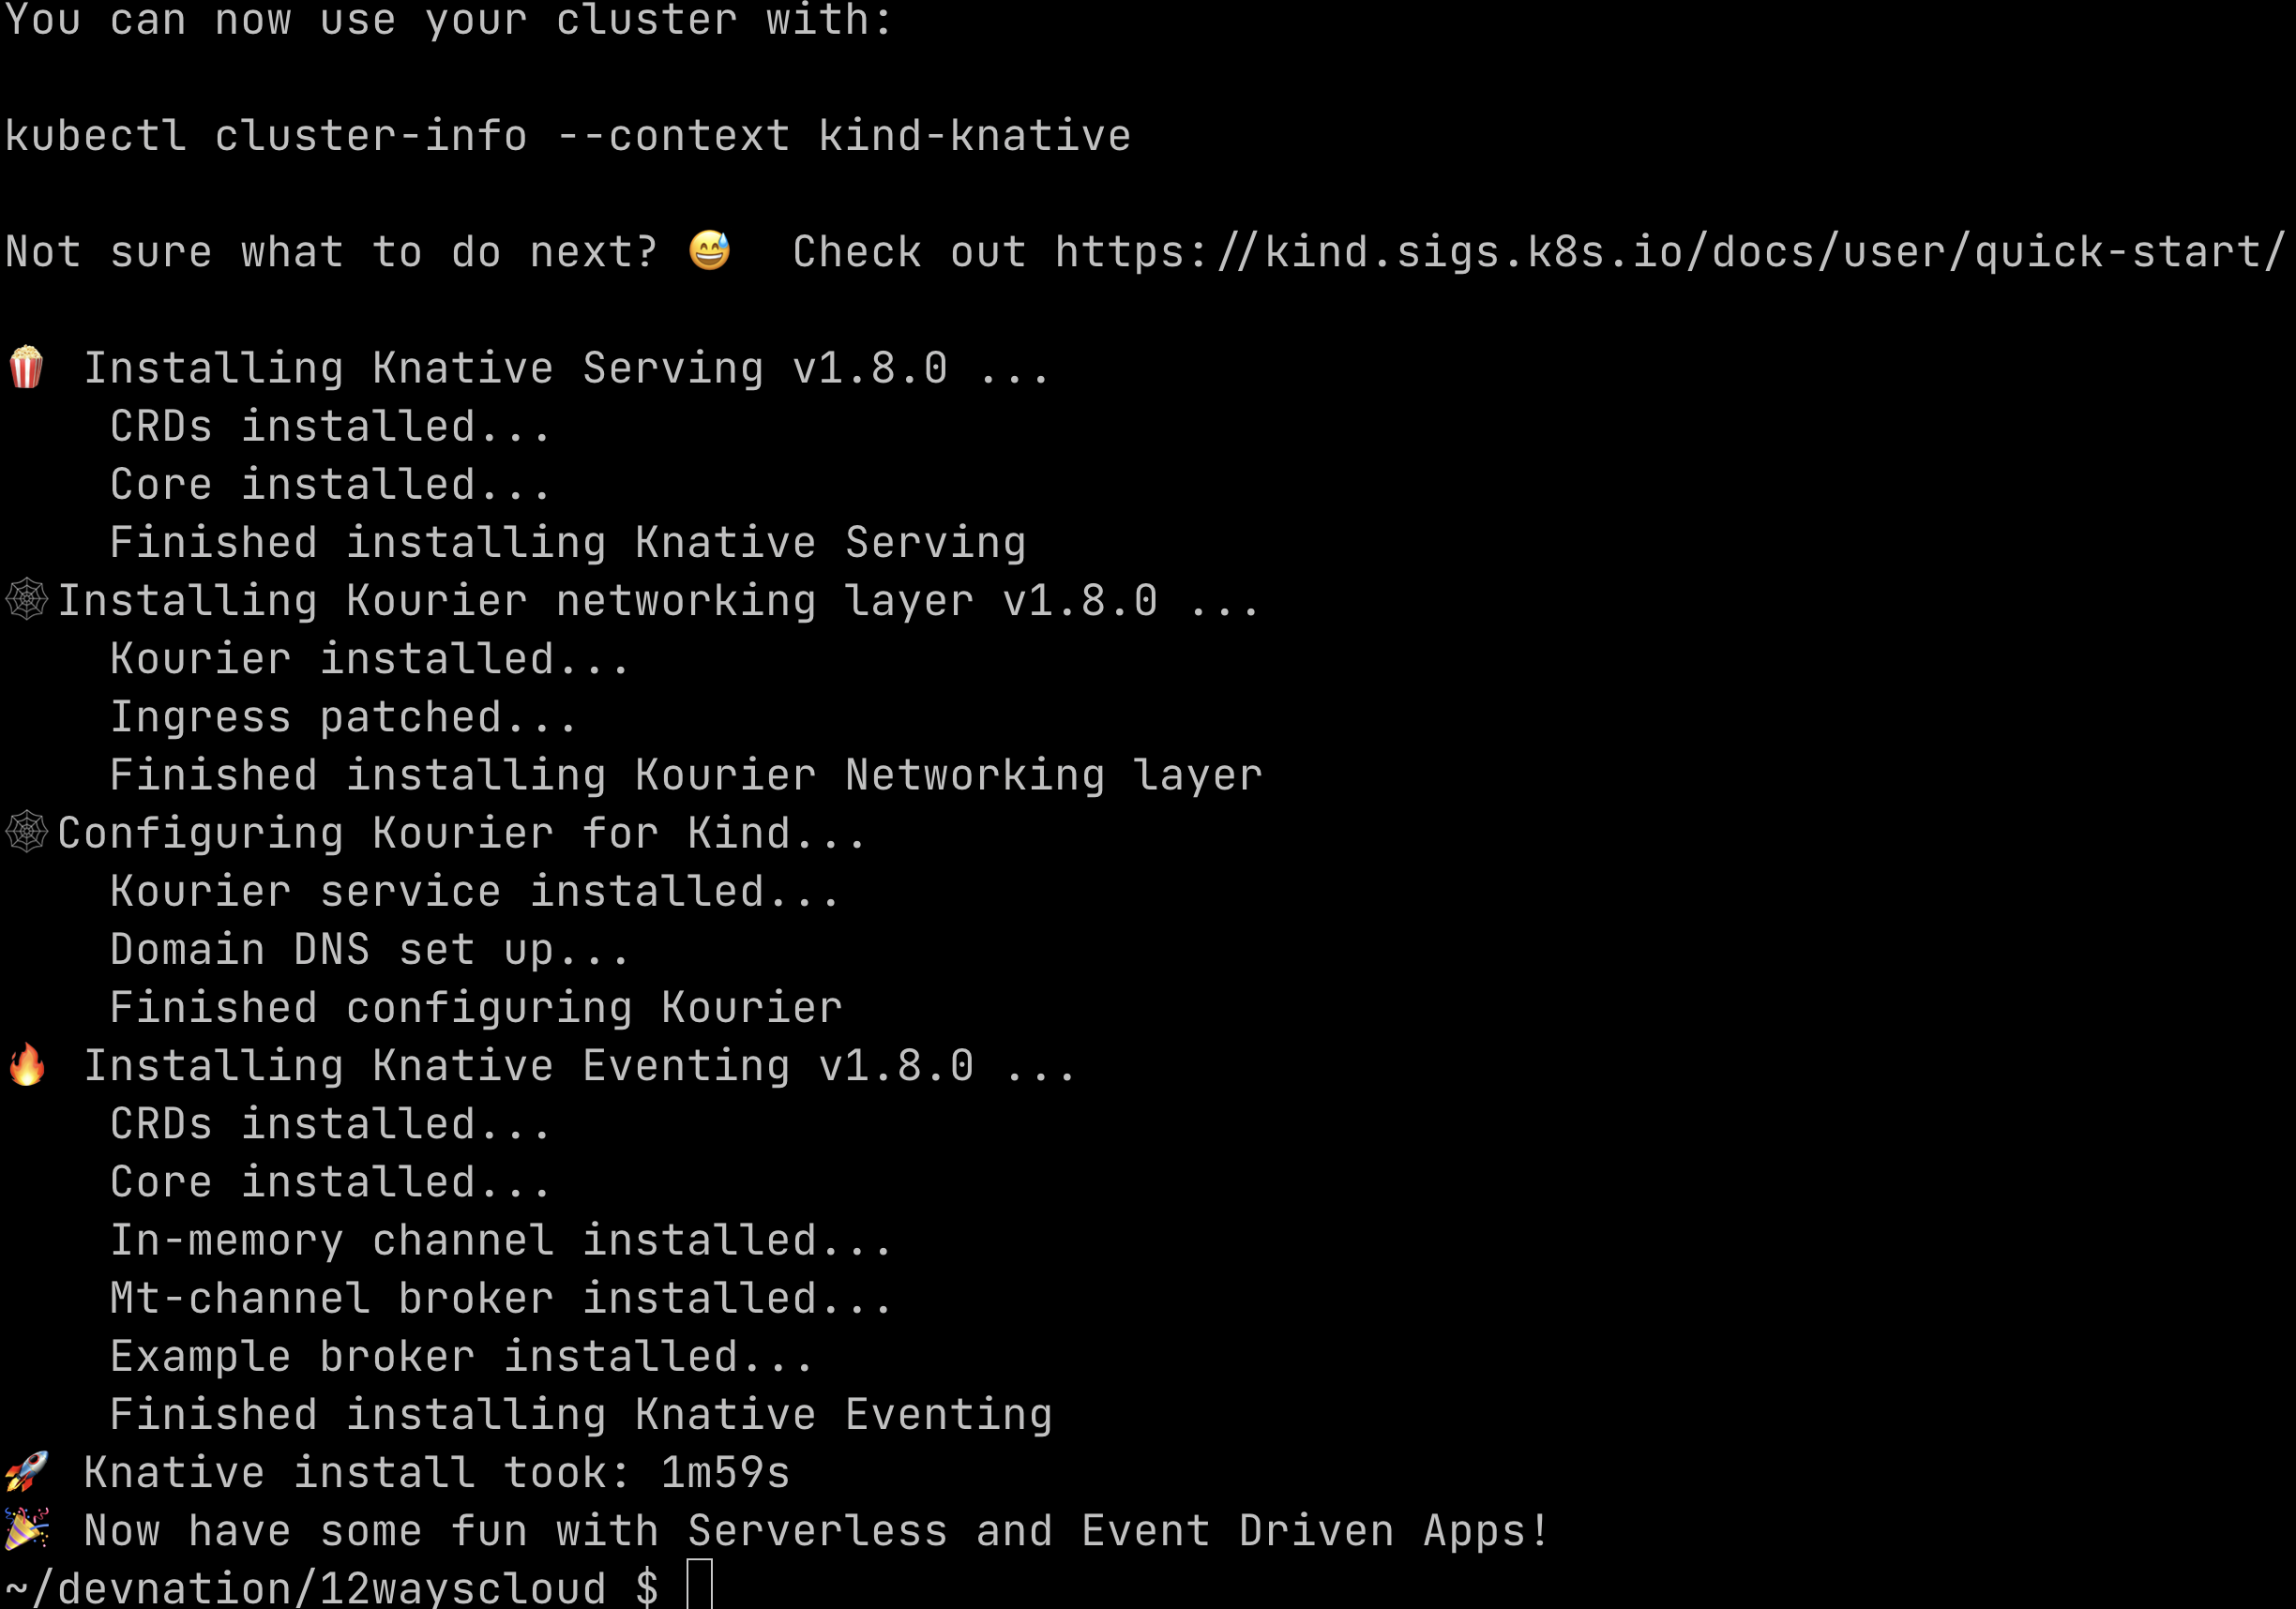 You can now use your cluster with:
kubectl cluster-info --context kind-knative
Not sure what to do next? 😅  Check out https://kind.sigs.k8s.io/docs/user/quick-start/
🍿 Installing Knative Serving v1.8.0 ...
CRDs installed...
Core installed...
Finished installing Knative Serving
🕸️Installing Kourier networking layer v1.8.0 ...
Kourier installed...
Ingress patched...
Finished installing Kourier Networking layer
🕸️Configuring Kourier for Kind...
Kourier service installed...
Domain DNS set up...
Finished configuring Kourier
🔥 Installing Knative Eventing v1.8.0 ...
CRDs installed...
Core installed...
In-memory channel installed...
Mt-channel broker installed...
Example broker installed...
Finished installing Knative Eventing
🚀 Knative install took: 1m59s
🎉 Now have some fun with Serverless and Event Driven Apps!
~/devnation/12wayscloud $